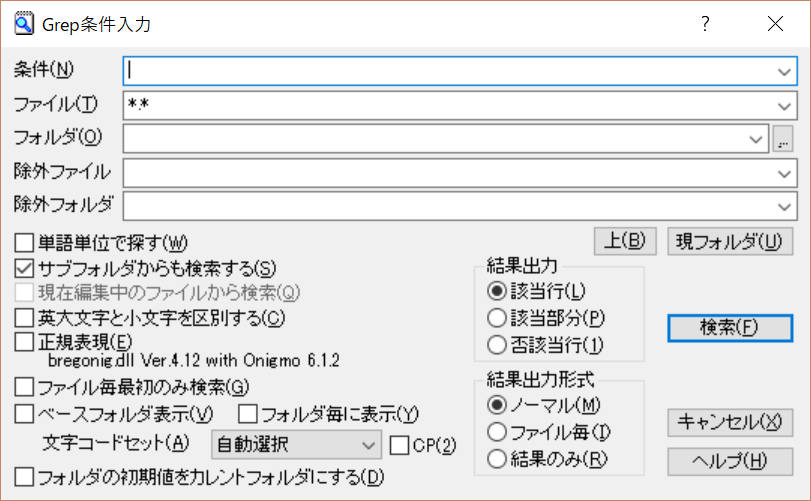 Grep条件入力
条件(N)
ファイル(T) *.*
フォルダ(O) ...
除外ファイル
除外フォルダ
単語単位で探す(W) 上(B) 現フォルダ(U)
サブフォルダからも検索する(S)
現在編集中のファイルから検索(Q)
英大文字と小文字を区別する(C)
正規表現(E)
bregonig.dll Ver.4.12 with Onigmo 6.1.2
ファイル毎最初のみ検索(G)
ベースフォルダ表示(V) フォルダ毎に表示(Y)
文字コードセット(A) 自動選択 CP(2)
フォルダの初期値をカレントフォルダにする(D)
結果出力
該当行(L)
該当部分(P)
否該当行(1)
結果出力形式
ノーマル(M)
ファイル毎(I)
結果のみ(R)
検索(F)
キャンセル(X)
ヘルプ(H)